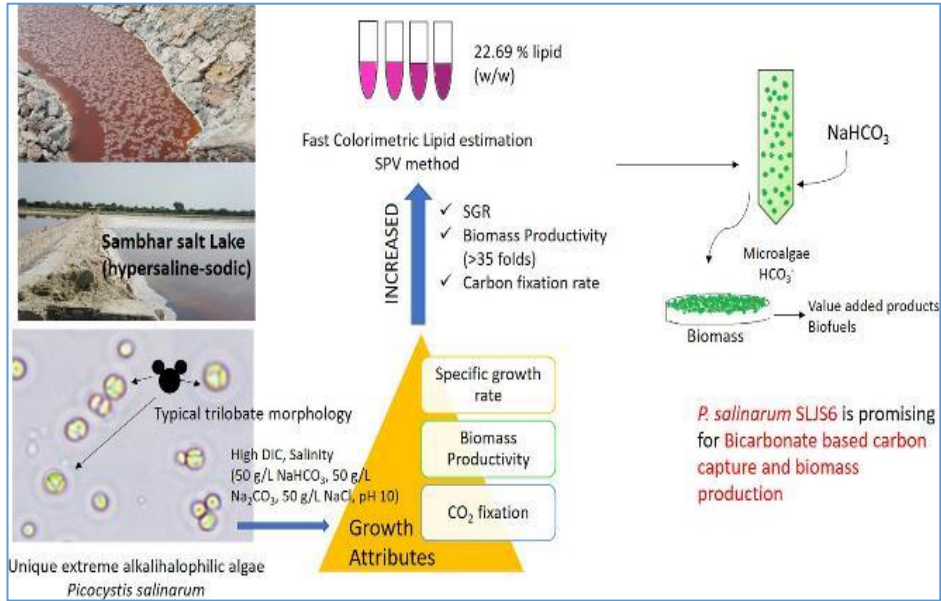 Sambhar salt Lake
(hypersaline-sodic)
Typical trilobate morphology
Unique extreme alkalihalophilic algae
Picocystis salinarum
High DIC, Salinity
(50 g/L NaHCO₃, 50 g/L
Na₂CO₃, 50 g/L NaCl, pH 10)
Growth
Attributes
Specific growth
rate
Biomass
Productivity
CO₂ fixation
INCREASED
✓ SGR
✓ Biomass Productivity
(>35 folds)
✓ Carbon fixation rate
Fast Colorimetric Lipid estimation
SPV method
22.69 % lipid
(w/w)
NaHCO₃
Microalgae
HCO₃⁻
Biomass
Value added products
Biofuels
P. salinarum SLJS6 is promising
for Bicarbonate based carbon
capture and biomass
production